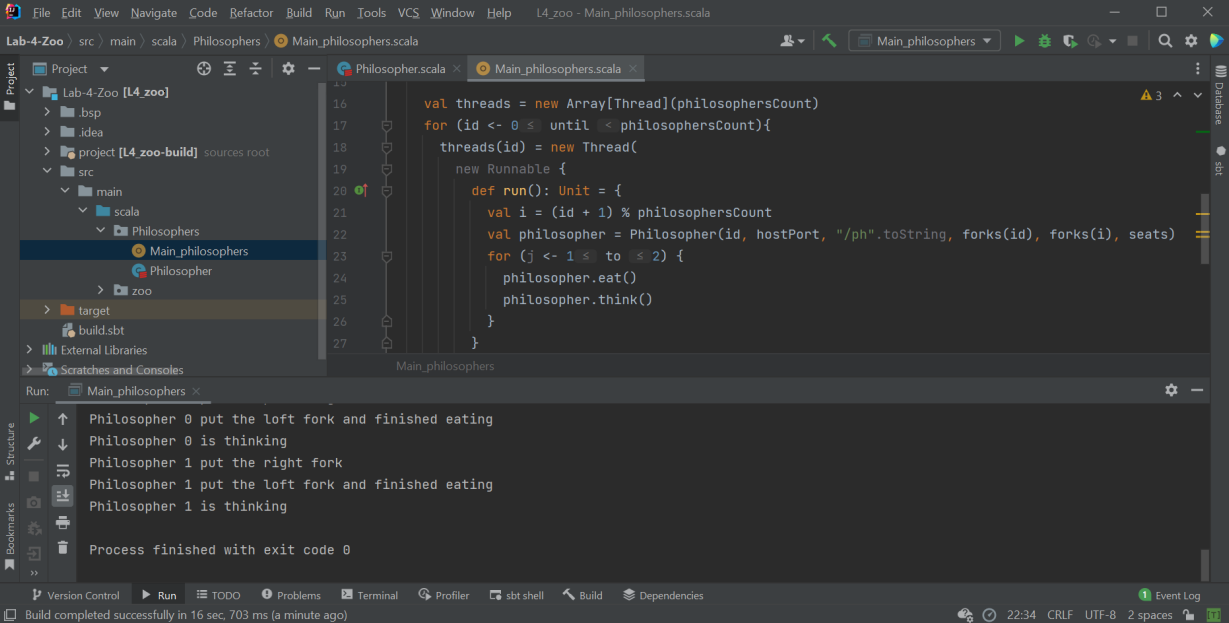 File Edit View Navigate Code Refactor Build Run Tools VCS Window Help L4_zoo - Main_philosophers.scala
Lab-4-Zoo src main scala Philosophers Main_philosophers.scala Main_philosophers
Project
Project
Philosopher.scala Main_philosophers.scala
Lab-4-Zoo [L4_zoo]
.bsp
.idea
project [L4_zoo-build] sources root
src
main
scala
Philosophers
Main_philosophers
Philosopher
zoo
target
build.sbt
External Libraries
Scratches and Consoles
15
16 val threads = new Array[Thread](philosophersCount)
17 for (id <- 0 ≤ until < philosophersCount){
18 threads(id) = new Thread(
19 new Runnable {
20 def run(): Unit = {
21 val i = (id + 1) % philosophersCount
22 val philosopher = Philosopher(id, hostPort, "/ph".toString, forks(id), forks(i), seats)
23 for (j <- 1 ≤ to ≤ 2) {
24 philosopher.eat()
25 philosopher.think()
26 }
27 }
3
Main_philosophers
Database
sbt
Run: Main_philosophers
Philosopher 0 put the loft fork and finished eating
Philosopher 0 is thinking
Philosopher 1 put the right fork
Philosopher 1 put the loft fork and finished eating
Philosopher 1 is thinking
Process finished with exit code 0
Structure
Bookmarks
Version Control Run TODO Problems Terminal Profiler sbt shell Build Dependencies 1 Event Log
Build completed successfully in 16 sec, 703 ms (a minute ago) 22:34 CRLF UTF-8 2 spaces